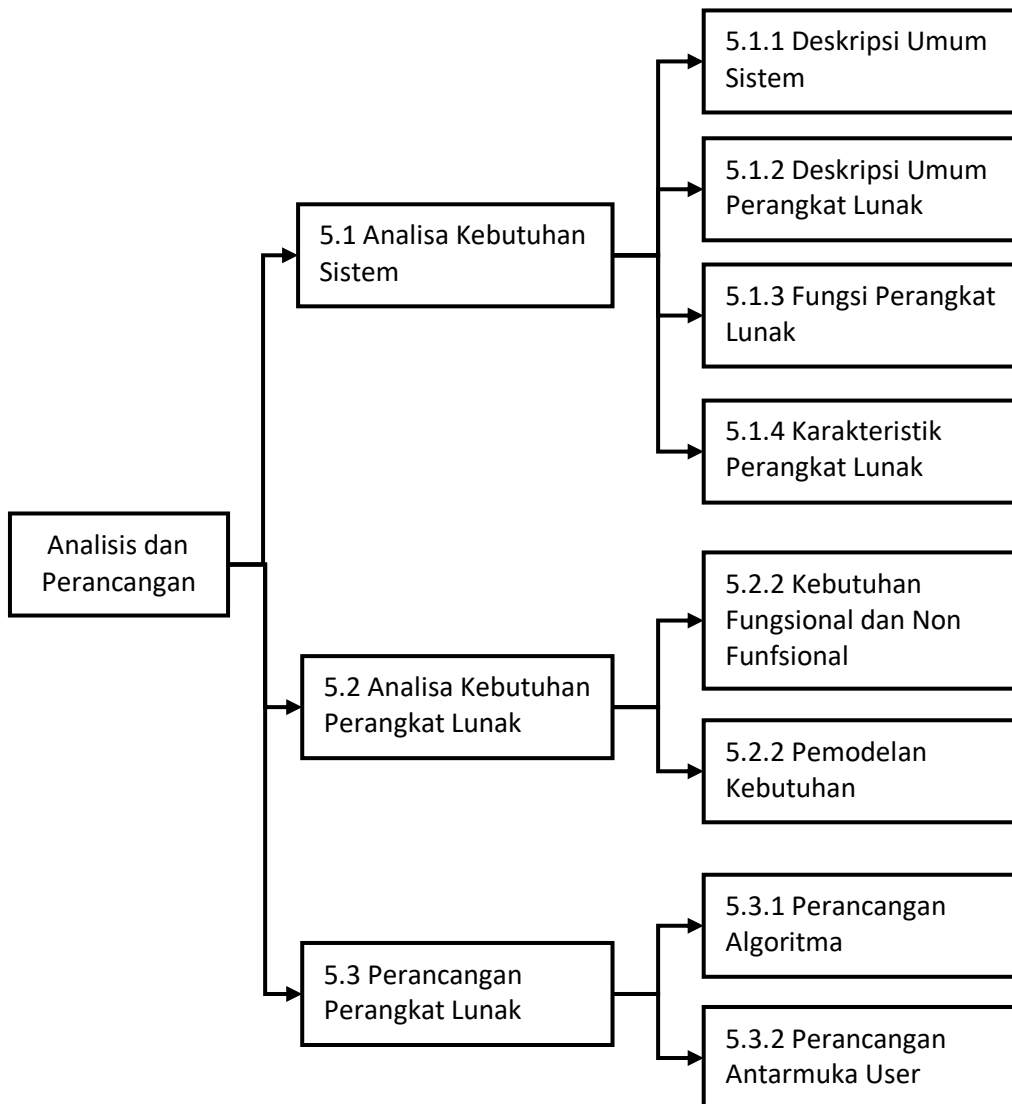 Analisis dan
Perancangan
5.1 Analisa Kebutuhan
Sistem
5.1.1 Deskripsi Umum
Sistem
5.1.2 Deskripsi Umum
Perangkat Lunak
5.1.3 Fungsi Perangkat
Lunak
5.1.4 Karakteristik
Perangkat Lunak
5.2 Analisa Kebutuhan
Perangkat Lunak
5.2.2 Kebutuhan
Fungsional dan Non
Funfsional
5.2.2 Pemodelan
Kebutuhan
5.3 Perancangan
Perangkat Lunak
5.3.1 Perancangan
Algoritma
5.3.2 Perancangan
Antarmuka User